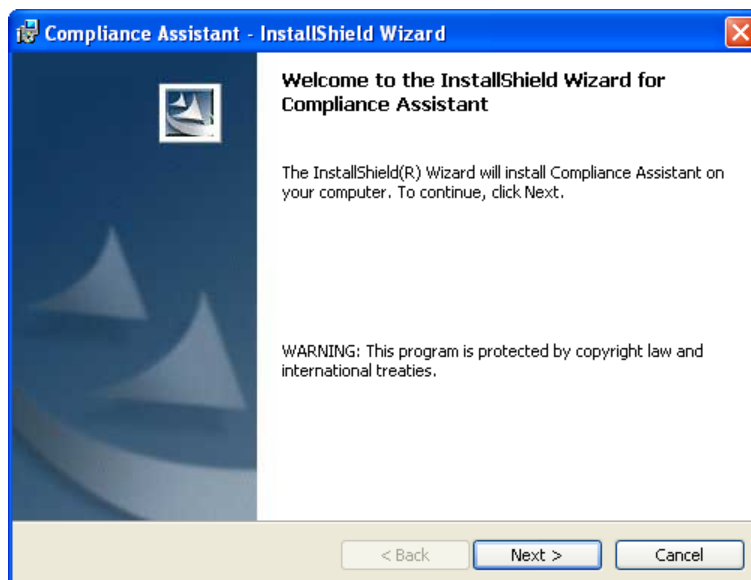 Compliance Assistant - InstallShield Wizard
Welcome to the InstallShield Wizard for
Compliance Assistant
The InstallShield(R) Wizard will install Compliance Assistant on
your computer. To continue, click Next.
WARNING: This program is protected by copyright law and
international treaties.
< Back Next > Cancel